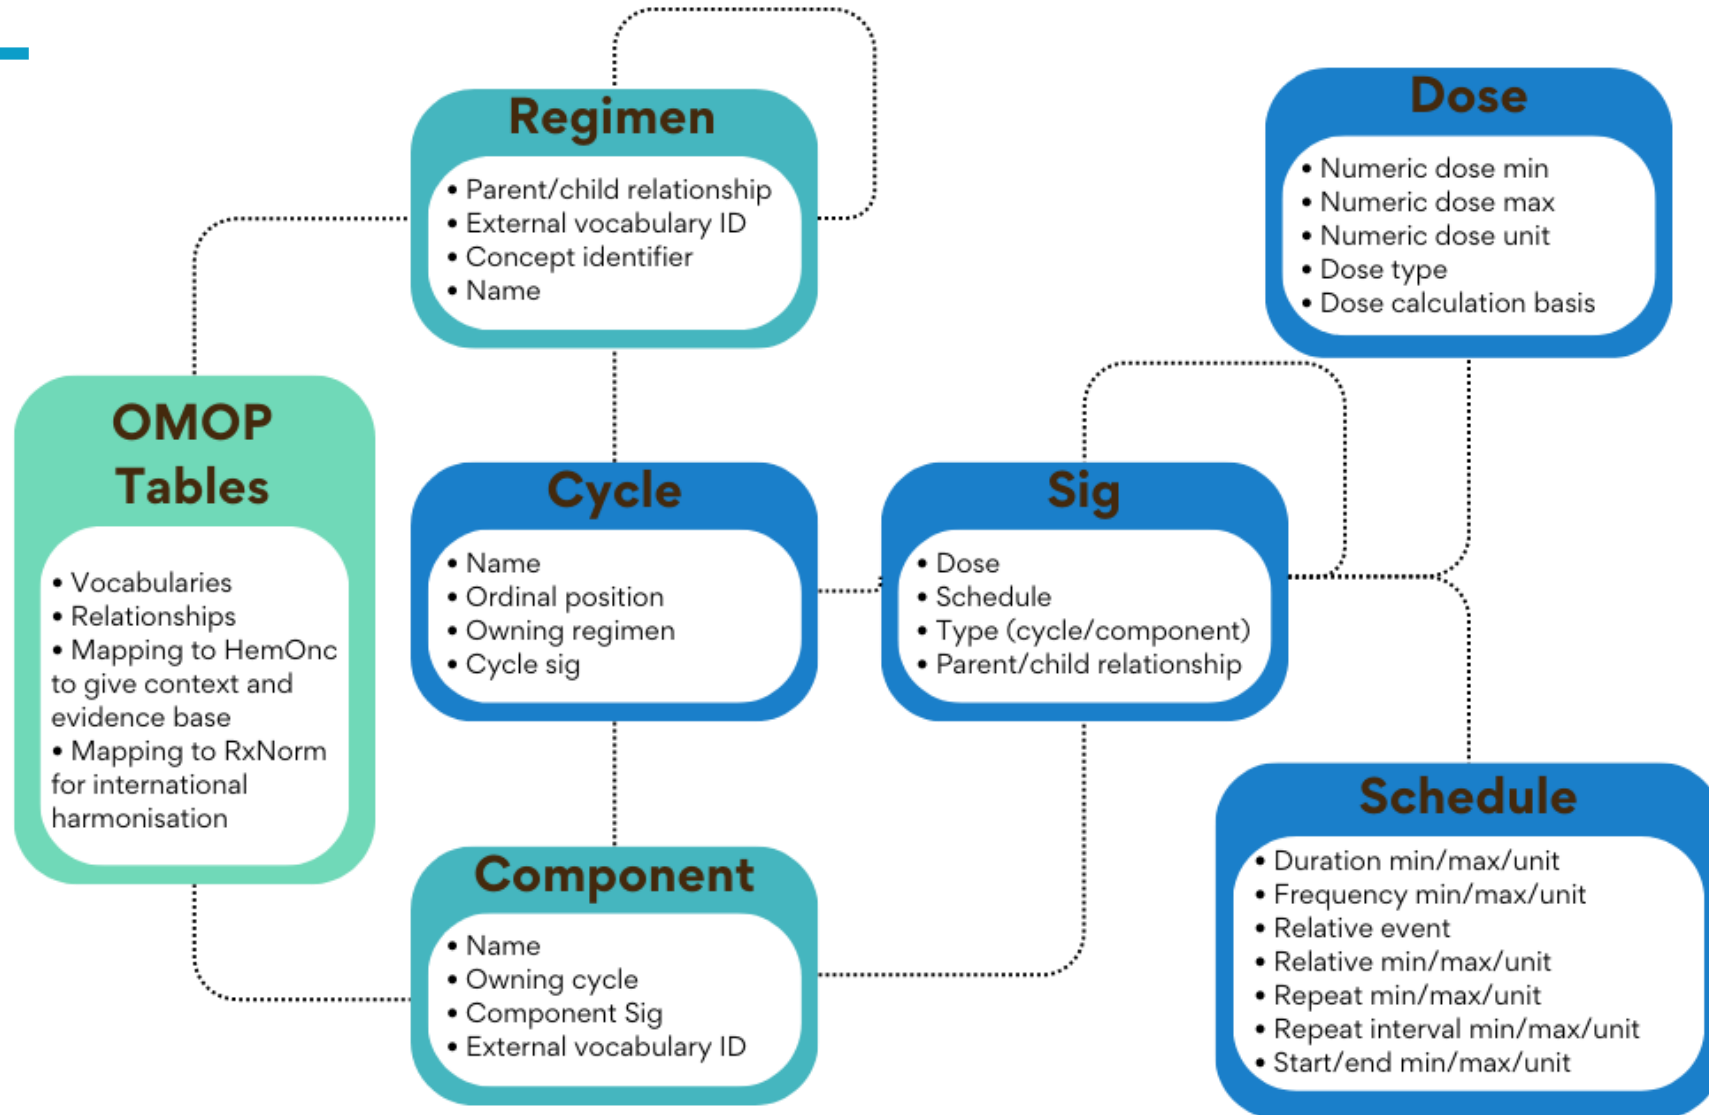 Regimen
• Parent/child relationship
• External vocabulary ID
• Concept identifier
• Name
Dose
• Numeric dose min
• Numeric dose max
• Numeric dose unit
• Dose type
• Dose calculation basis
OMOP
Tables
• Vocabularies
• Relationships
• Mapping to HemOnc
to give context and
evidence base
• Mapping to RxNorm
for international
harmonisation
Cycle
• Name
• Ordinal position
• Owning regimen
• Cycle sig
Sig
• Dose
• Schedule
• Type (cycle/component)
• Parent/child relationship
Component
• Name
• Owning cycle
• Component Sig
• External vocabulary ID
Schedule
• Duration min/max/unit
• Frequency min/max/unit
• Relative event
• Relative min/max/unit
• Repeat min/max/unit
• Repeat interval min/max/unit
• Start/end min/max/unit